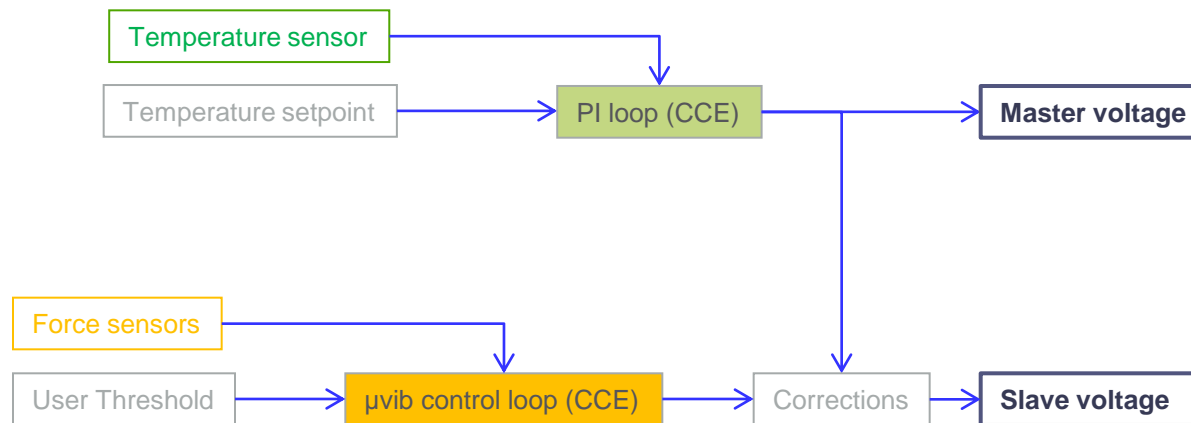 Temperature sensor
Temperature setpoint
PI loop (CCE)
Master voltage
Force sensors
User Threshold
µvib control loop (CCE)
Corrections
Slave voltage